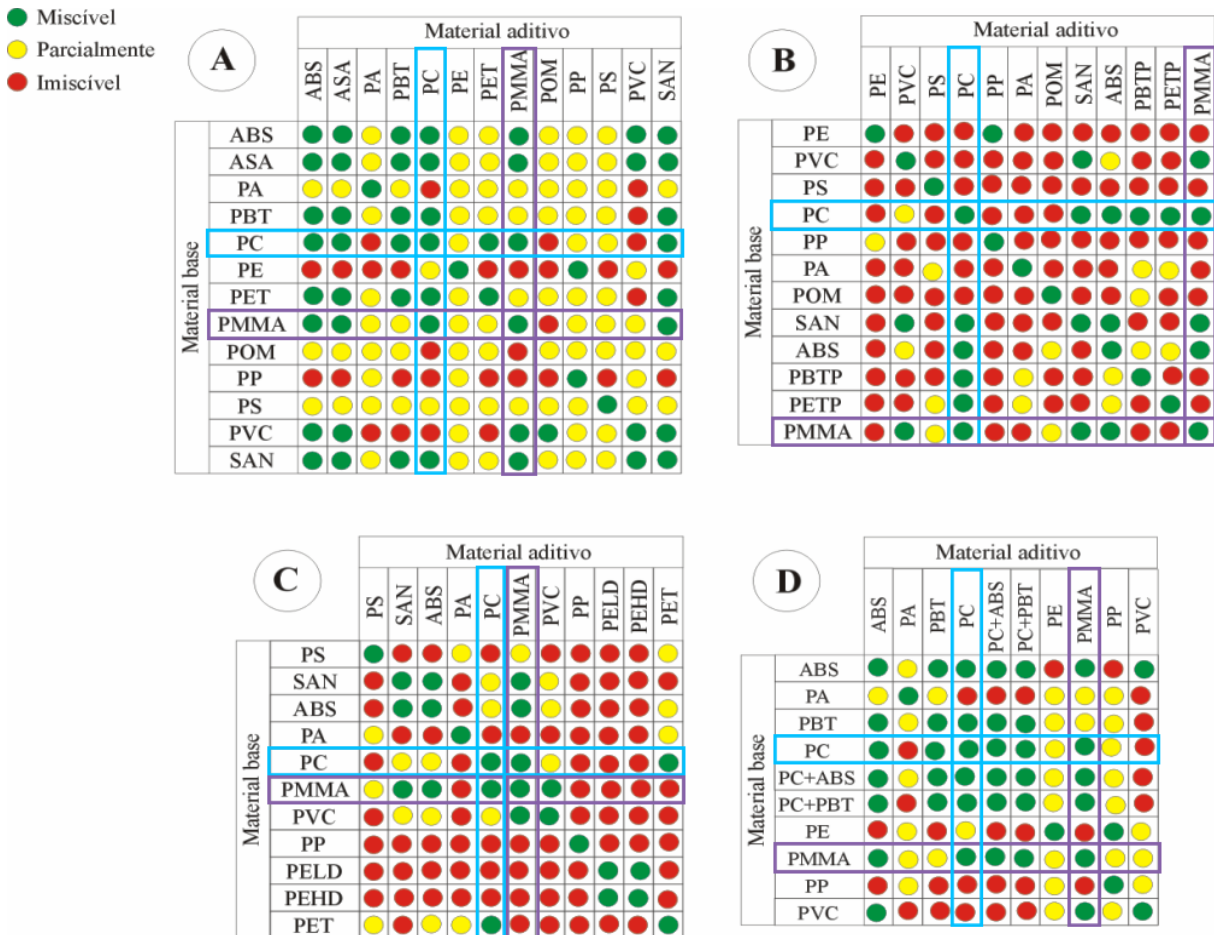 Miscível
Parcialmente
Imiscível
A
Material aditivo
ABS ASA PA PBT PC PE PET PMMA POM PP PS PVC SAN
Material base
ABS
ASA
PA
PBT
PC
PE
PET
PMMA
POM
PP
PS
PVC
SAN
B
Material aditivo
PE PVC PS PC PP PA POM SAN ABS PBTP PETP PMMA
Material base
PE
PVC
PS
PC
PP
PA
POM
SAN
ABS
PBTP
PETP
PMMA
C
Material aditivo
PS SAN ABS PA PC PMMA PVC PP PELD PEHD PET
Material base
PS
SAN
ABS
PA
PC
PMMA
PVC
PP
PELD
PEHD
PET
D
Material aditivo
ABS PA PBT PC PC+ABS PC+PBT PE PMMA PP PVC
Material base
ABS
PA
PBT
PC
PC+ABS
PC+PBT
PE
PMMA
PP
PVC